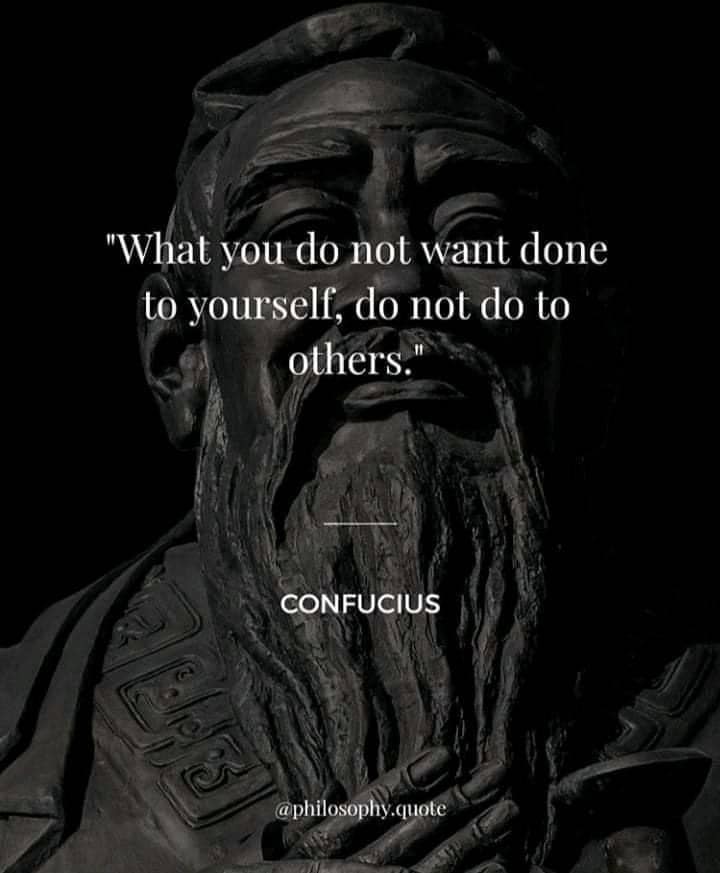 "What you do not want done
to yourself, do not do to
others."
CONFUCIUS
@philosophy.quote